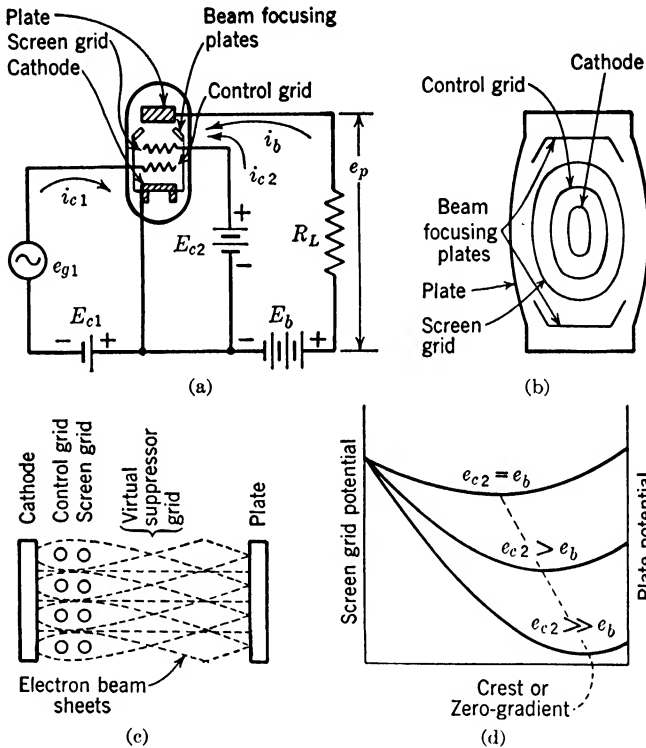 Plate
Screen grid
Cathode
Beam focusing
plates
Control grid
i_b
i_c2
i_c1
e_p
E_c2
+
−
R_L
e_g1
E_c1
− +
E_b
− +
(a)
Cathode
Control grid
Beam
focusing
plates
Plate
Screen
grid
(b)
Cathode
Control grid
Screen grid
Virtual
suppressor
grid
Plate
Electron beam
sheets
(c)
Screen grid potential
Plate potential
e_c2 = e_b
e_c2 > e_b
e_c2 ≫ e_b
Crest or
Zero-gradient
(d)